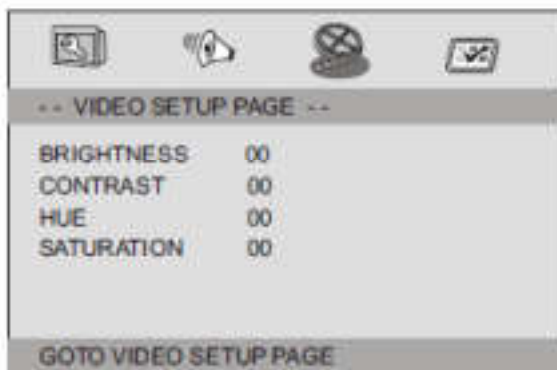 -- VIDEO SETUP PAGE --
BRIGHTNESS 00
CONTRAST 00
HUE 00
SATURATION 00
GOTO VIDEO SETUP PAGE